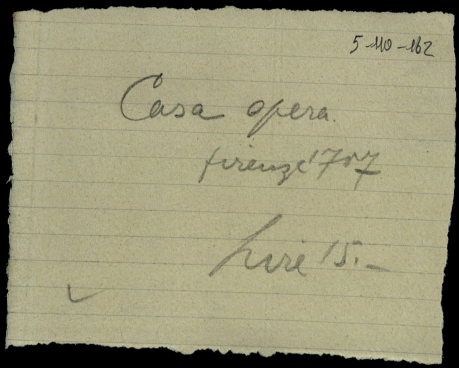 5-110-162
Casa opera.
firenze 1707
Lire 15.-